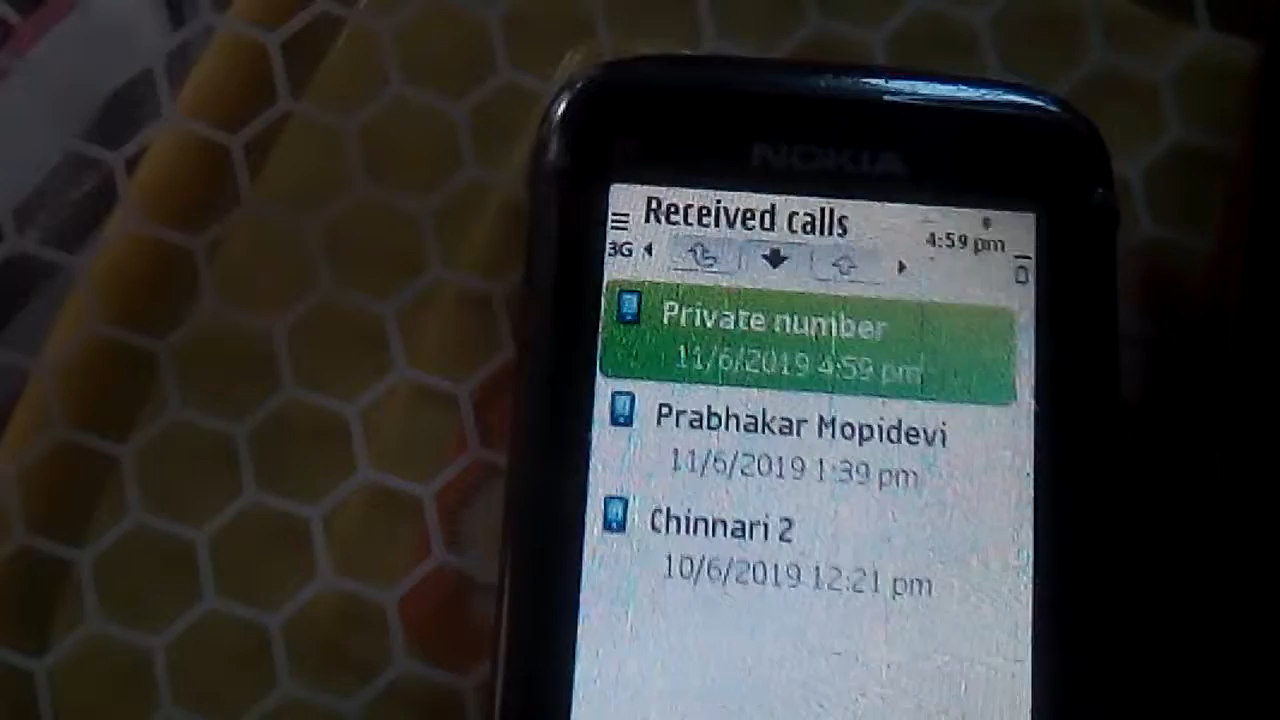 NOKIA
Received calls
4:59 pm
3G
Private number
11/6/2019 4:59 pm
Prabhakar Mopidevi
11/6/2019 1:39 pm
Chinnari 2
10/6/2019 12:21 pm